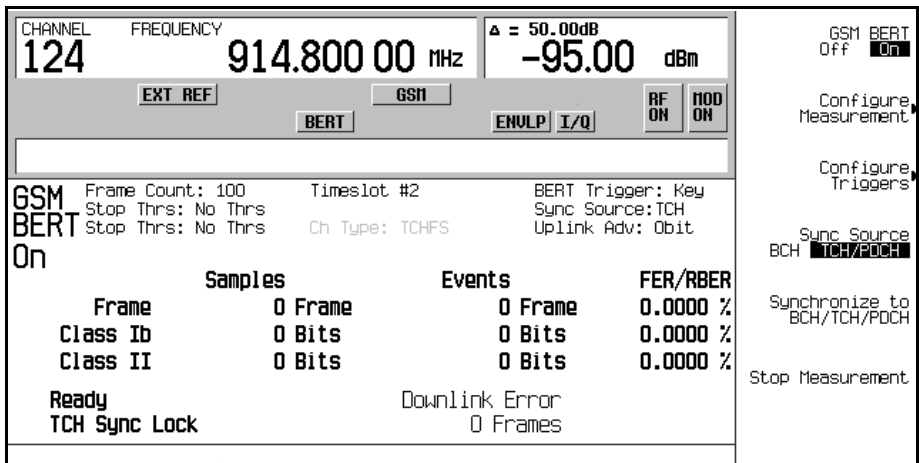 CHANNEL FREQUENCY Δ = 50.00dB
124 914.800 00 MHz -95.00 dBm
EXT REF GSM RF ON MOD ON
BERT ENVLP I/Q
GSM BERT
Off On
Configure
Measurement
Configure
Triggers
Sync Source
BCH TCH/PDCH
Synchronize to
BCH/TCH/PDCH
Stop Measurement
GSM
BERT
On
Frame Count: 100 Timeslot #2 BERT Trigger: Key
Stop Thrs: No Thrs Sync Source:TCH
Stop Thrs: No Thrs Ch Type: TCHFS Uplink Adv: 0bit
Samples Events FER/RBER
Frame 0 Frame 0 Frame 0.0000 %
Class Ib 0 Bits 0 Bits 0.0000 %
Class II 0 Bits 0 Bits 0.0000 %
Ready Downlink Error
TCH Sync Lock 0 Frames